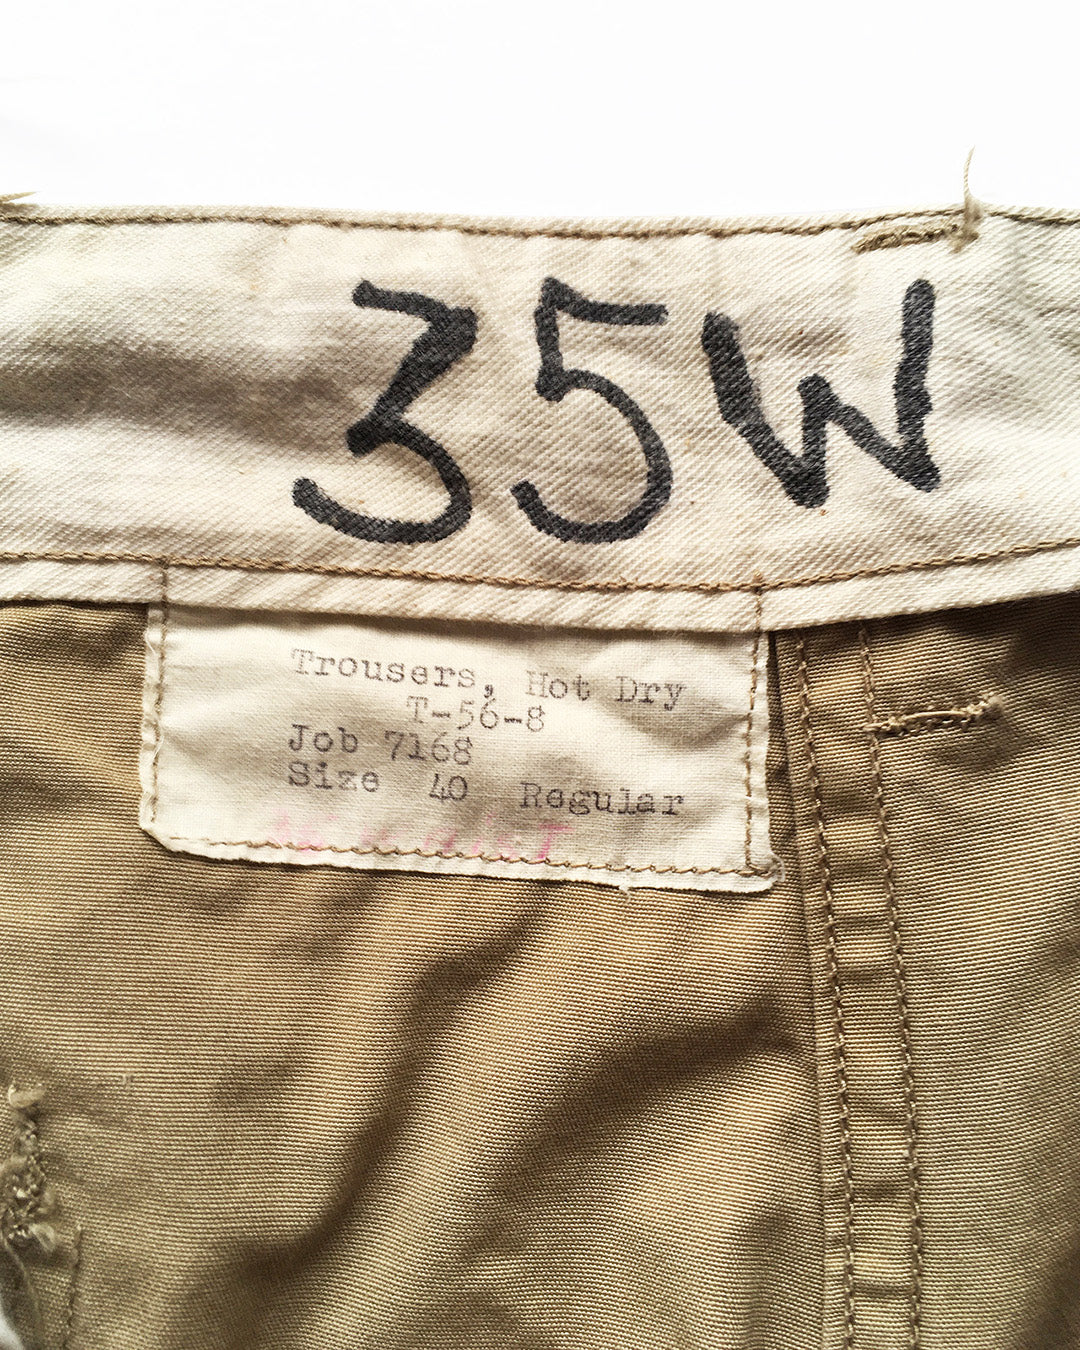 35W
Trousers, Hot Dry
T-56-8
Job 7168
Size 40 Regular